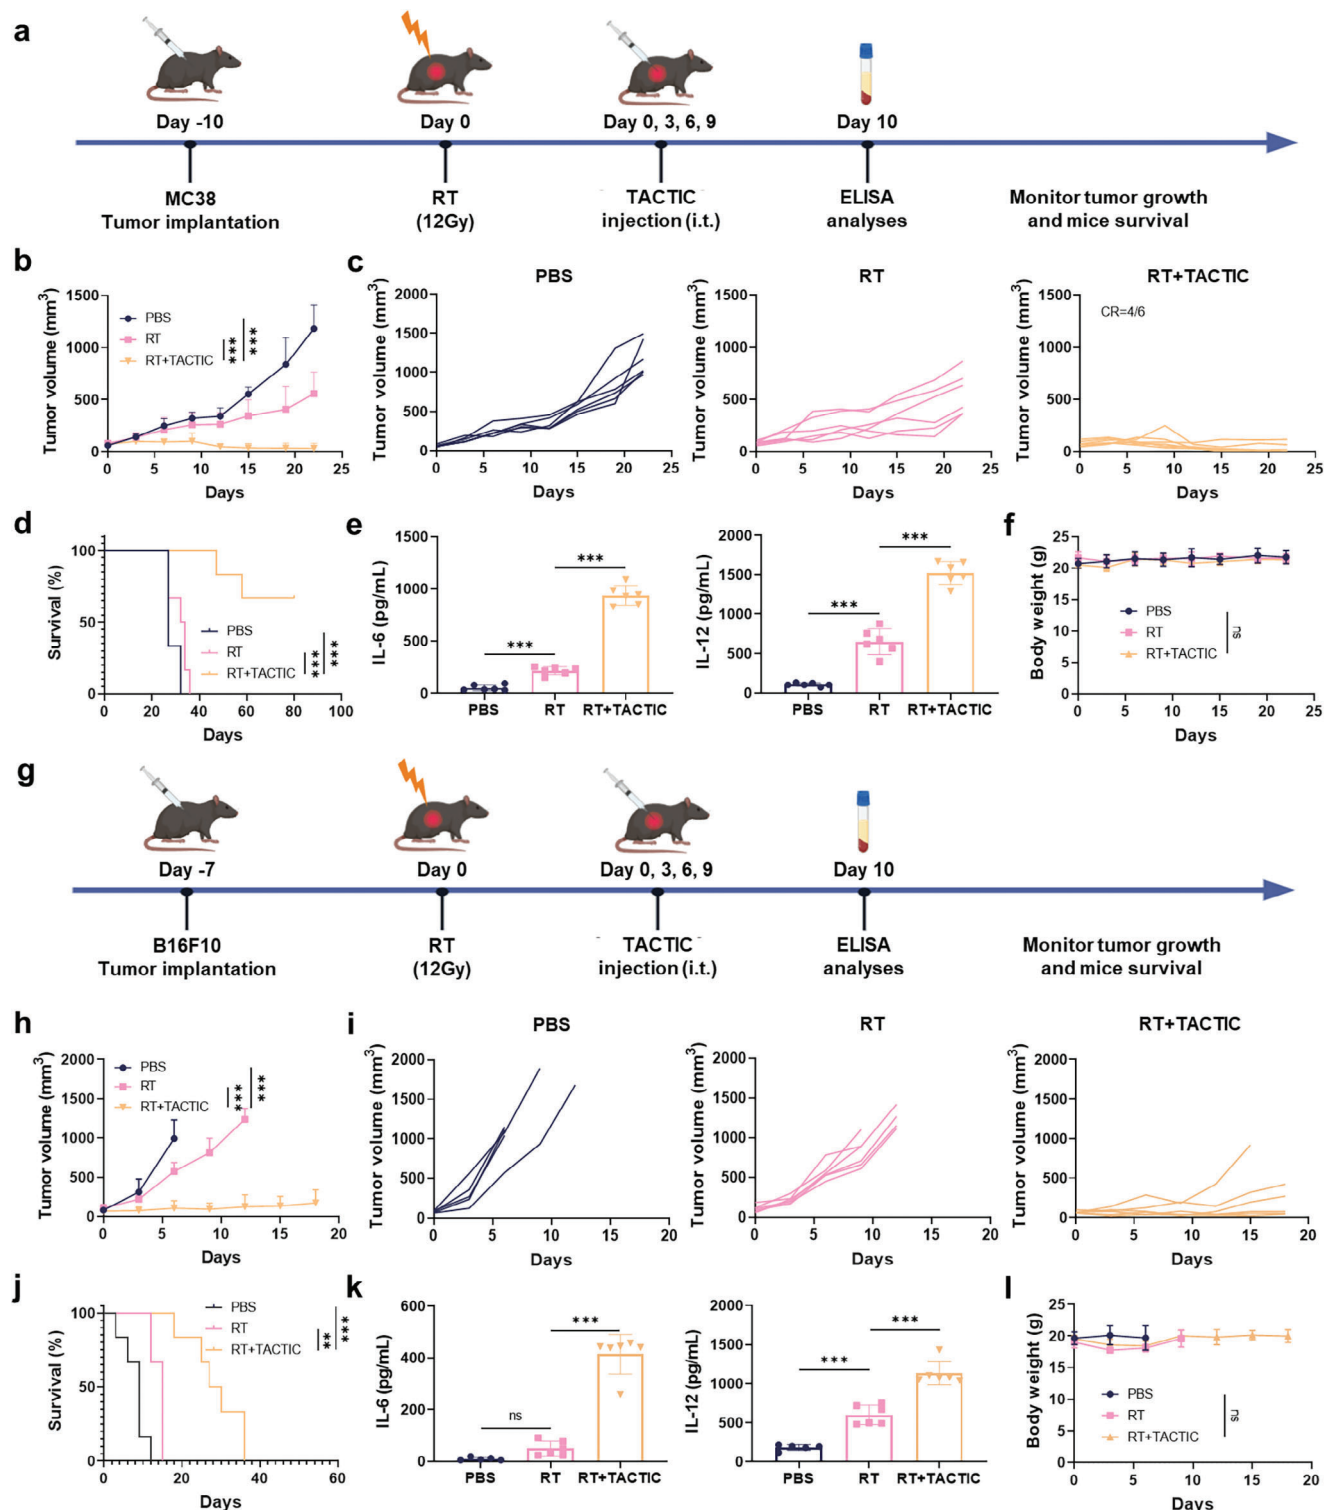 a
Day -10
Day 0
Day 0, 3, 6, 9
Day 10
MC38
Tumor implantation
RT
(12Gy)
TACTIC
injection (i.t.)
ELISA
analyses
Monitor tumor growth
and mice survival
b
Tumor volume (mm³)
1500
1000
500
0
PBS
RT
RT+TACTIC
***
***
0 5 10 15 20 25
Days
c
PBS
Tumor volume (mm³)
2000
1500
1000
500
0
0 5 10 15 20 25
Days
RT
Tumor volume (mm³)
1500
1000
500
0
0 5 10 15 20 25
Days
RT+TACTIC
Tumor volume (mm³)
1500
1000
500
0
CR=4/6
0 5 10 15 20 25
Days
d
Survival (%)
100
50
0
PBS
RT
RT+TACTIC
***
***
0 20 40 60 80 100
Days
e
IL-6 (pg/mL)
1500
1000
500
0
***
***
PBS RT RT+TACTIC
IL-12 (pg/mL)
2000
1500
1000
500
0
***
***
PBS RT RT+TACTIC
f
Body weight (g)
25
20
15
10
5
0
PBS
RT
RT+TACTIC
ns
0 5 10 15 20 25
Days
g
Day -7
Day 0
Day 0, 3, 6, 9
Day 10
B16F10
Tumor implantation
RT
(12Gy)
TACTIC
injection (i.t.)
ELISA
analyses
Monitor tumor growth
and mice survival
h
Tumor volume (mm³)
2000
1500
1000
500
0
PBS
RT
RT+TACTIC
***
***
0 5 10 15 20
Days
i
PBS
Tumor volume (mm³)
2000
1500
1000
500
0
0 5 10 15 20
Days
RT
Tumor volume (mm³)
2000
1500
1000
500
0
0 5 10 15 20
Days
RT+TACTIC
Tumor volume (mm³)
2000
1500
1000
500
0
0 5 10 15 20
Days
j
Survival (%)
100
50
0
PBS
RT
RT+TACTIC
**
***
0 20 40 60
Days
k
IL-6 (pg/mL)
600
400
200
0
ns
***
PBS RT RT+TACTIC
IL-12 (pg/mL)
1500
1000
500
0
***
***
PBS RT RT+TACTIC
l
Body weight (g)
25
20
15
10
5
0
PBS
RT
RT+TACTIC
ns
0 5 10 15 20
Days